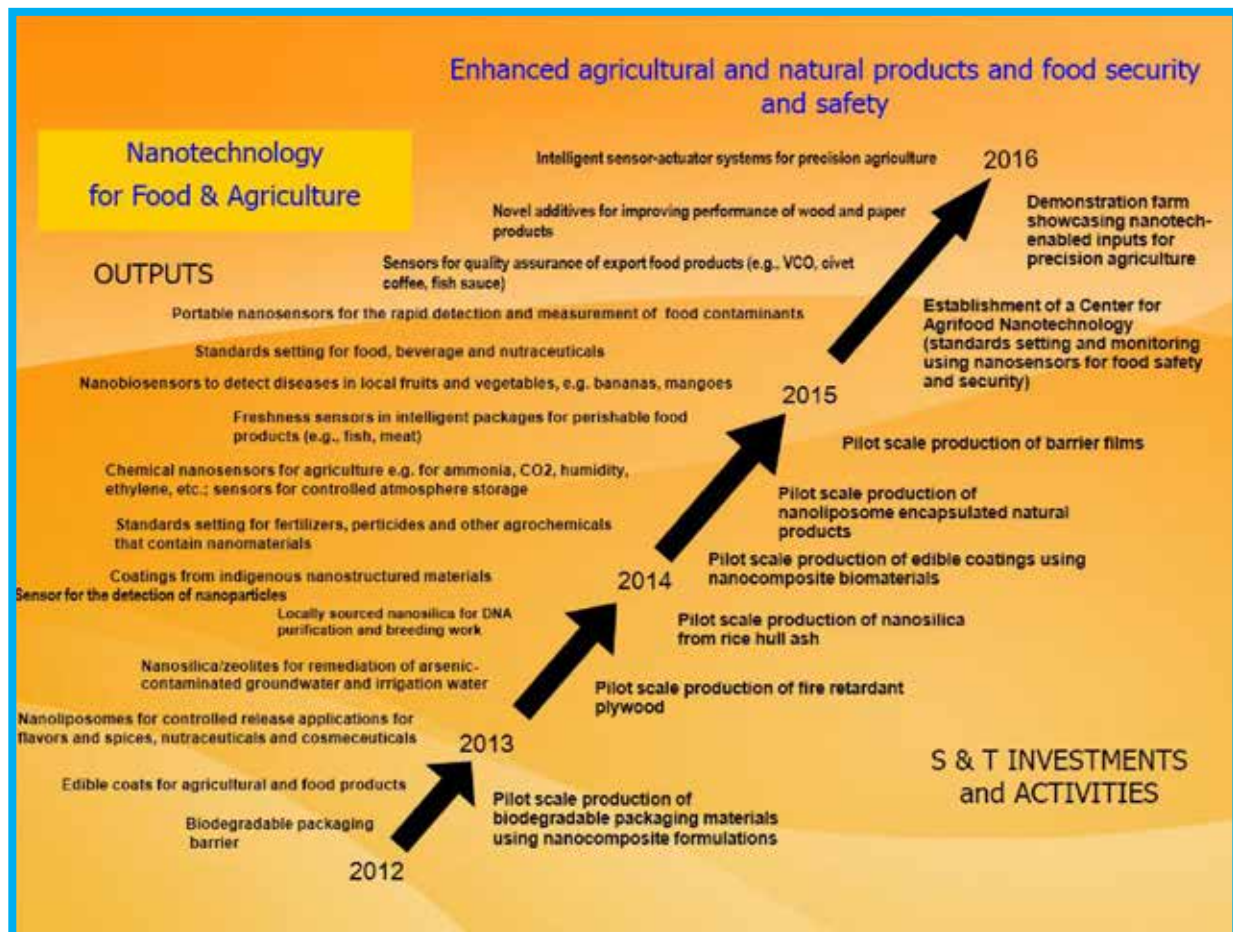 Enhanced agricultural and natural products and food security
and safety
Nanotechnology
for Food & Agriculture
OUTPUTS
Intelligent sensor-actuator systems for precision agriculture
2016
Novel additives for improving performance of wood and paper
products
Demonstration farm
showcasing nanotech-
enabled inputs for
precision agriculture
Sensors for quality assurance of export food products (e.g., VCO, civet
coffee, fish sauce)
Portable nanosensors for the rapid detection and measurement of food contaminants
Establishment of a Center for
Agrifood Nanotechnology
(standards setting and monitoring
using nanosensors for food safety
and security)
Standards setting for food, beverage and nutraceuticals
Nanobiosensors to detect diseases in local fruits and vegetables, e.g. bananas, mangoes
2015
Freshness sensors in intelligent packages for perishable food
products (e.g., fish, meat)
Pilot scale production of barrier films
Chemical nanosensors for agriculture e.g. for ammonia, CO2, humidity,
ethylene, etc.; sensors for controlled atmosphere storage
Pilot scale production of
nanoliposome encapsulated natural
products
Standards setting for fertilizers, perticides and other agrochemicals
that contain nanomaterials
Pilot scale production of edible coatings using
nanocomposite biomaterials
2014
Coatings from indigenous nanostructured materials
Sensor for the detection of nanoparticles
Locally sourced nanosilica for DNA
purification and breeding work
Pilot scale production of nanosilica
from rice hull ash
Nanosilica/zeolites for remediation of arsenic-
contaminated groundwater and irrigation water
Pilot scale production of fire retardant
plywood
Nanoliposomes for controlled release applications for
flavors and spices, nutraceuticals and cosmeceuticals
2013
S & T INVESTMENTS
and ACTIVITIES
Edible coats for agricultural and food products
Pilot scale production of
biodegradable packaging materials
using nanocomposite formulations
Biodegradable packaging
barrier
2012